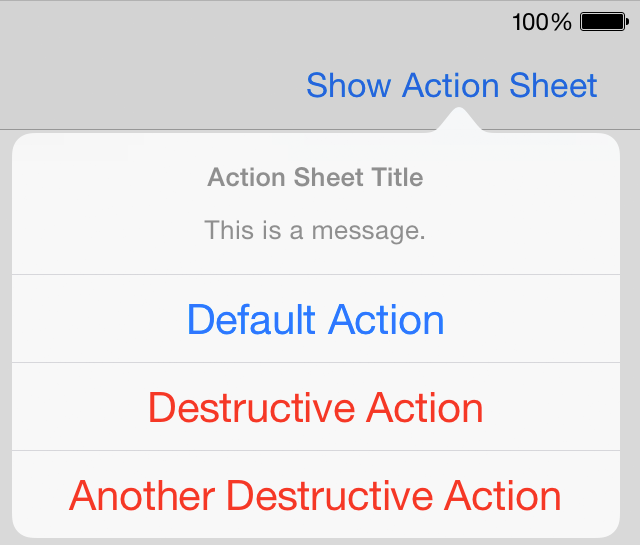 100%
Show Action Sheet
Action Sheet Title
This is a message.
Default Action
Destructive Action
Another Destructive Action